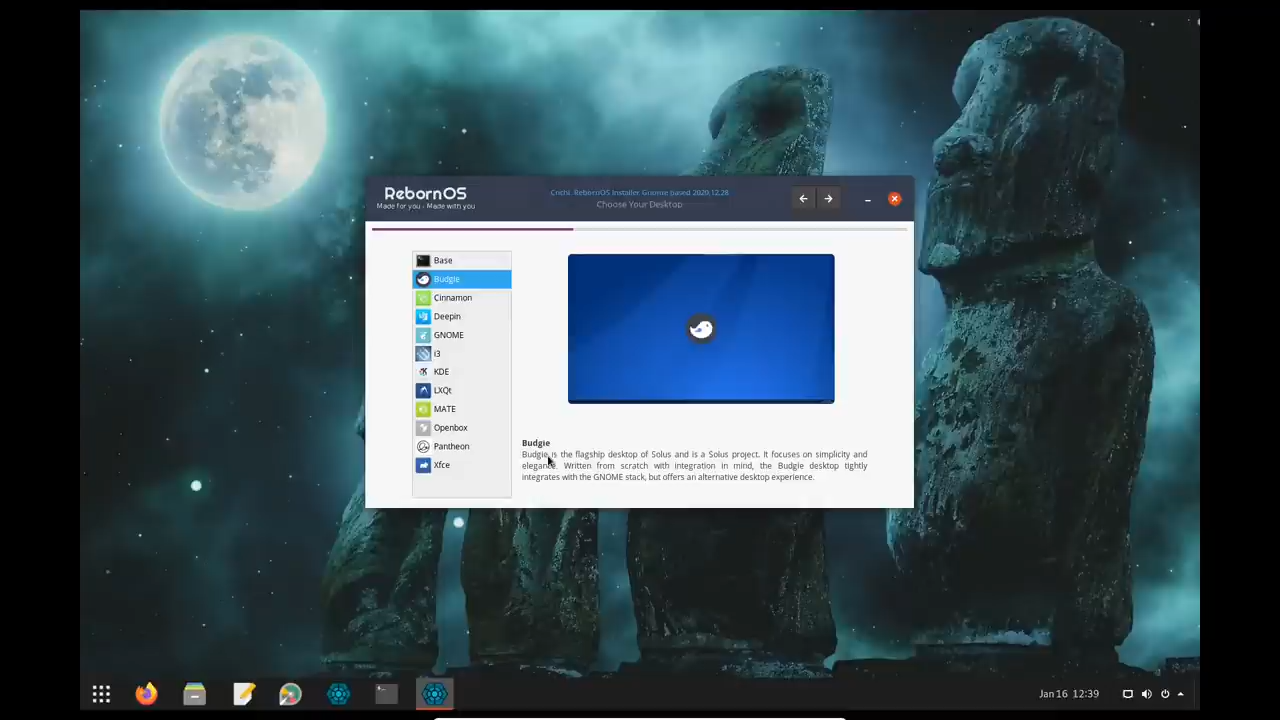 RebornOS
Made for you - Made with you
Cnchi. RebornOS Installer. Gnome based 2020.12.28
Choose Your Desktop
Base
Budgie
Cinnamon
Deepin
GNOME
i3
KDE
LXQt
MATE
Openbox
Pantheon
Xfce
Budgie
Budgie is the flagship desktop of Solus and is a Solus project. It focuses on simplicity and
elegance. Written from scratch with integration in mind, the Budgie desktop tightly
integrates with the GNOME stack, but offers an alternative desktop experience.
Jan 16 12:39